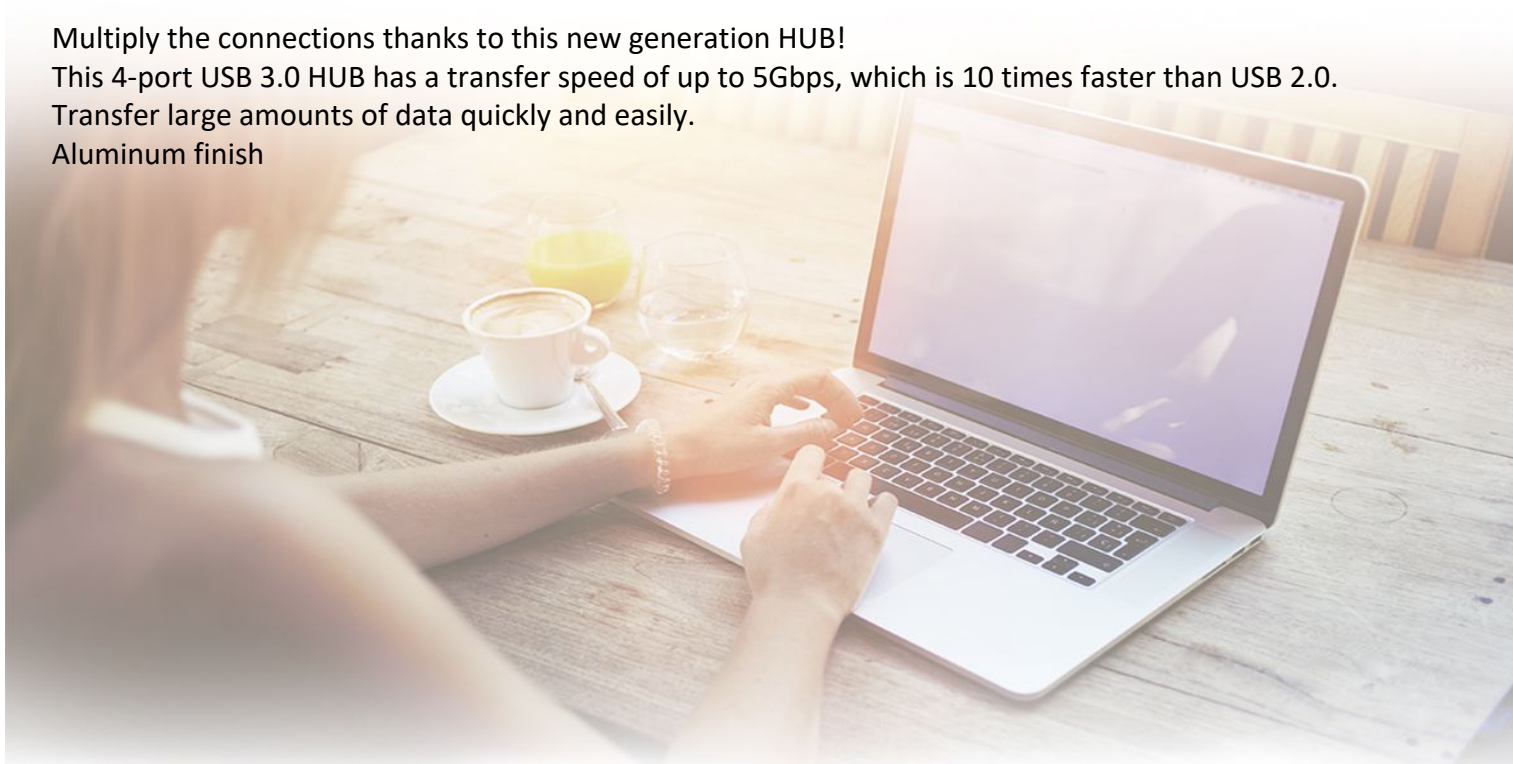 Multiply the connections thanks to this new generation HUB!
This 4-port USB 3.0 HUB has a transfer speed of up to 5Gbps, which is 10 times faster than USB 2.0.
Transfer large amounts of data quickly and easily.
Aluminum finish